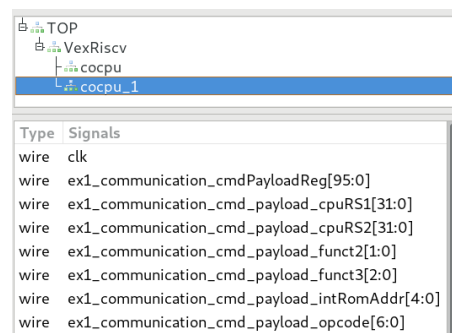 TOP
VexRiscv
cocpu
cocpu_1
Type Signals
wire clk
wire ex1_communication_cmdPayloadReg[95:0]
wire ex1_communication_cmd_payload_cpuRS1[31:0]
wire ex1_communication_cmd_payload_cpuRS2[31:0]
wire ex1_communication_cmd_payload_funct2[1:0]
wire ex1_communication_cmd_payload_funct3[2:0]
wire ex1_communication_cmd_payload_intRomAddr[4:0]
wire ex1_communication_cmd_payload_opcode[6:0]